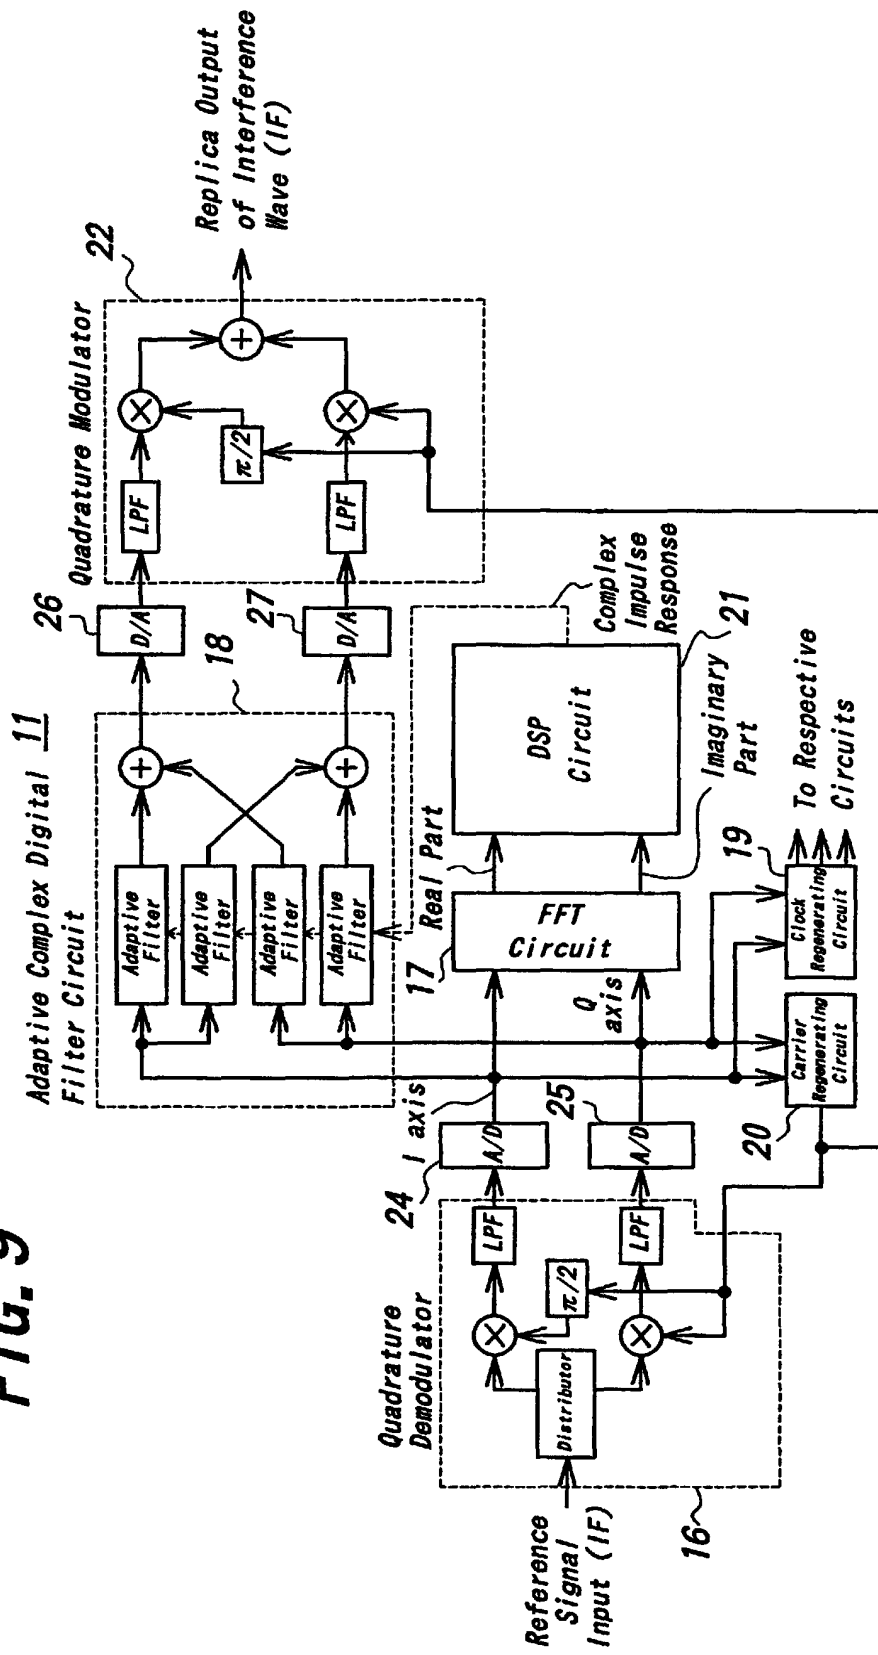 FIG. 9
Adaptive Complex Digital 11
Filter Circuit
18
Adaptive
Filter
Adaptive
Filter
Adaptive
Filter
Adaptive
Filter
+
+
26
D/A
27
D/A
Quadrature Modulator
22
LPF
LPF
π/2
×
×
+
Replica Output
of Interference
Wave (IF)
Reference
Signal
Input (IF)
16
Quadrature
Demodulator
Distributor
×
×
π/2
LPF
LPF
24
A/D
25
A/D
I axis
Q
axis
17
FFT
Circuit
Real Part
Imaginary
Part
DSP
Circuit
21
Complex
Impulse
Response
20
Carrier
Regenerating
Circuit
19
Clock
Regenerating
Circuit
To Respective
Circuits